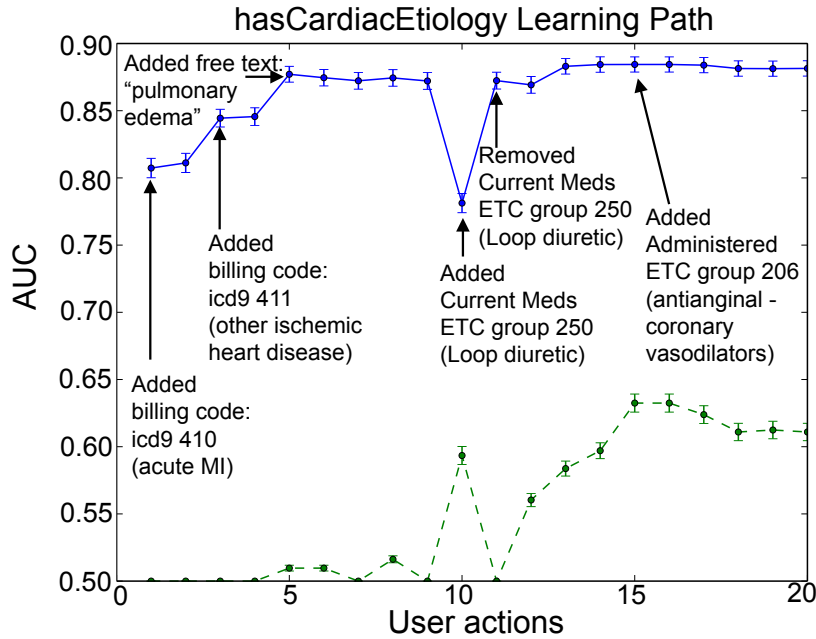 hasCardiacEtiology Learning Path
AUC
0.90
0.85
0.80
0.75
0.70
0.65
0.60
0.55
0.50
Added free text:
“pulmonary
edema”
Added
billing code:
icd9 410
(acute MI)
Added
billing code:
icd9 411
(other ischemic
heart disease)
Added
Current Meds
ETC group 250
(Loop diuretic)
Removed
Current Meds
ETC group 250
(Loop diuretic)
Added
Administered
ETC group 206
(antianginal -
coronary
vasodilators)
0
5
10
15
20
User actions